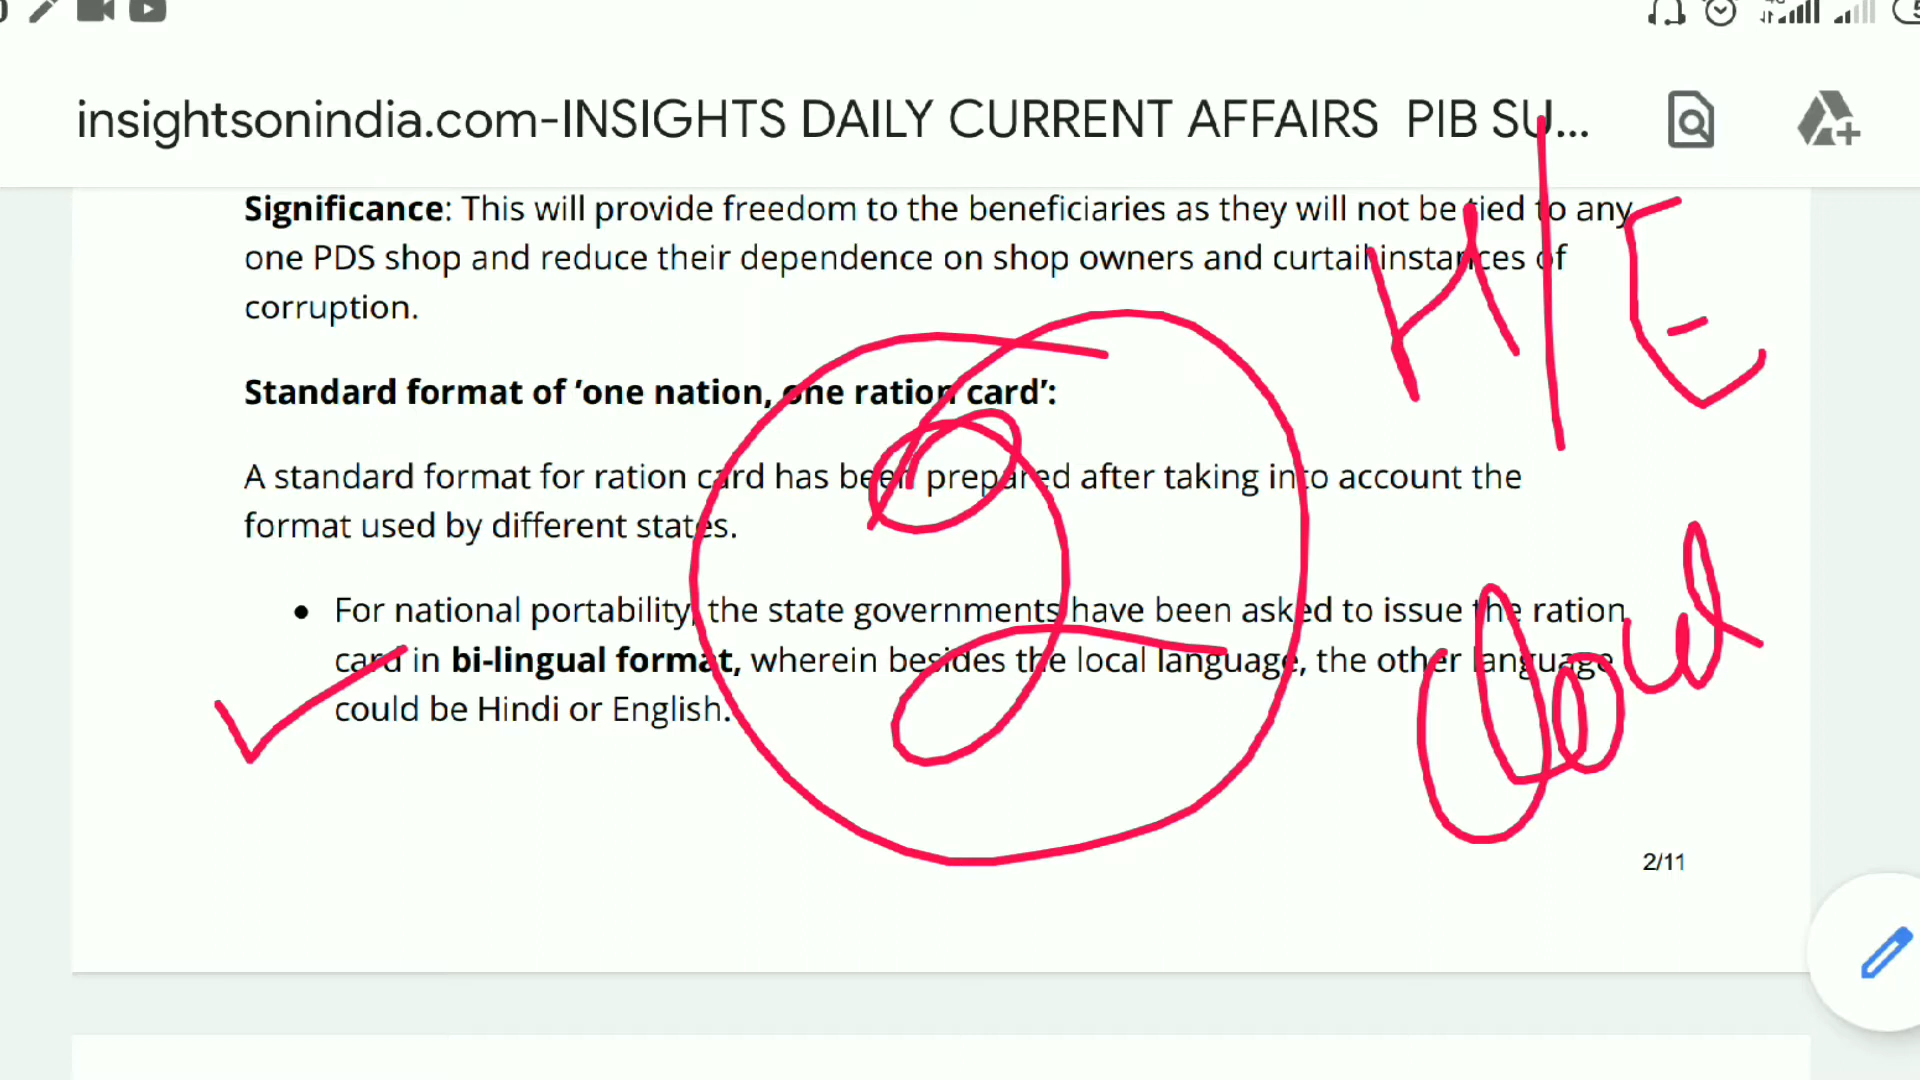 insightsonindia.com-INSIGHTS DAILY CURRENT AFFAIRS PIB SU...
Significance: This will provide freedom to the beneficiaries as they will not be tied to any
one PDS shop and reduce their dependence on shop owners and curtail instances of
corruption.
H/E
Standard format of ‘one nation, one ration card’:
A standard format for ration card has been prepared after taking into account the
format used by different states.
2
For national portability, the state governments have been asked to issue the ration
card in bi-lingual format, wherein besides the local language, the other language
could be Hindi or English.
2/11